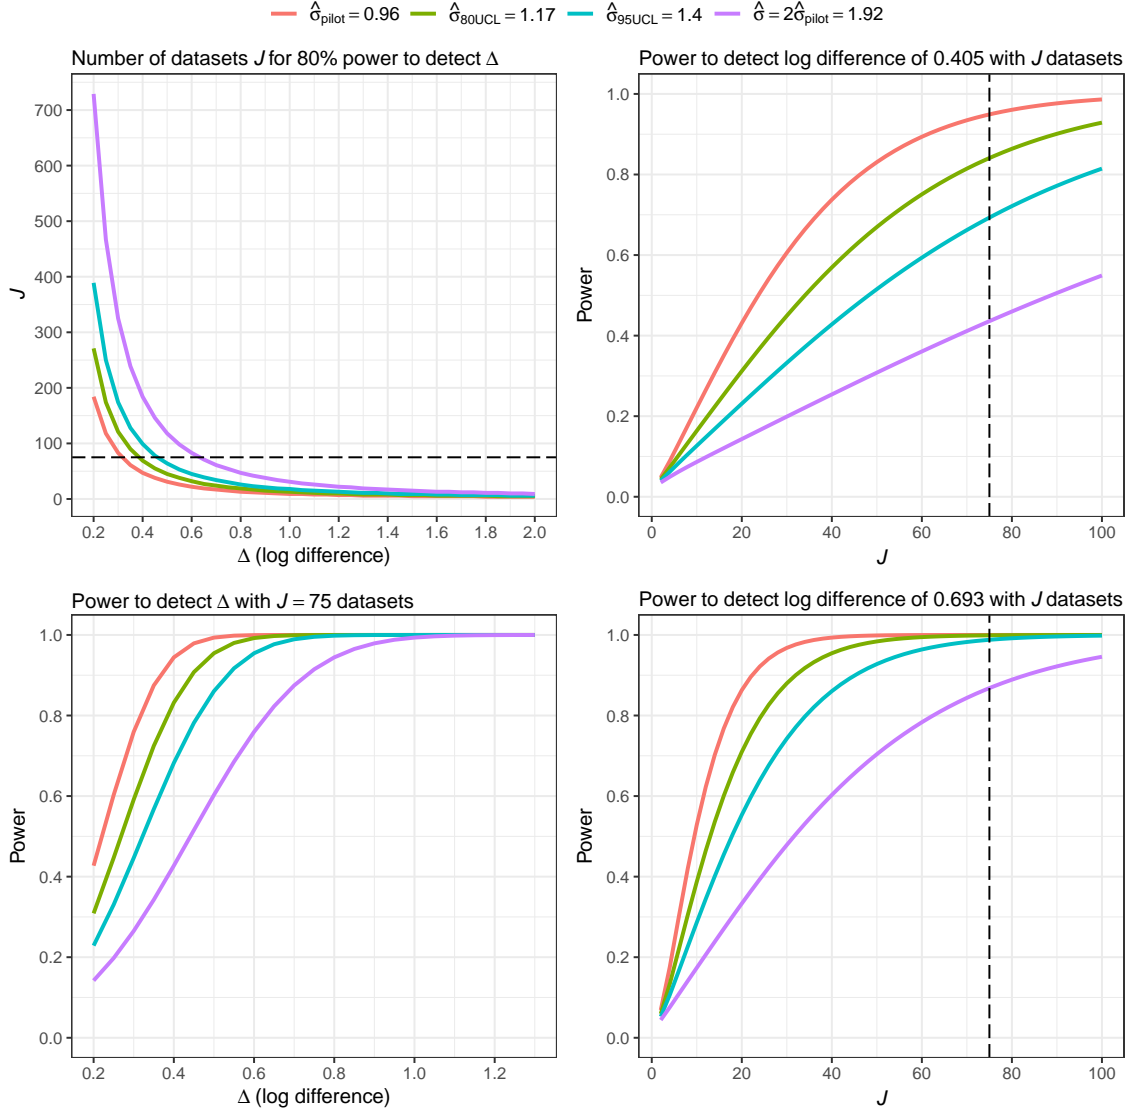 σ̂pilot = 0.96 σ̂80UCL = 1.17 σ̂95UCL = 1.4 σ̂ = 2σ̂pilot = 1.92
Number of datasets J for 80% power to detect Δ
J
700
600
500
400
300
200
100
0
0.2 0.4 0.6 0.8 1.0 1.2 1.4 1.6 1.8 2.0
Δ (log difference)
Power to detect log difference of 0.405 with J datasets
Power
1.0
0.8
0.6
0.4
0.2
0.0
0 20 40 60 80 100
J
Power to detect Δ with J = 75 datasets
Power
1.0
0.8
0.6
0.4
0.2
0.0
0.2 0.4 0.6 0.8 1.0 1.2
Δ (log difference)
Power to detect log difference of 0.693 with J datasets
Power
1.0
0.8
0.6
0.4
0.2
0.0
0 20 40 60 80 100
J